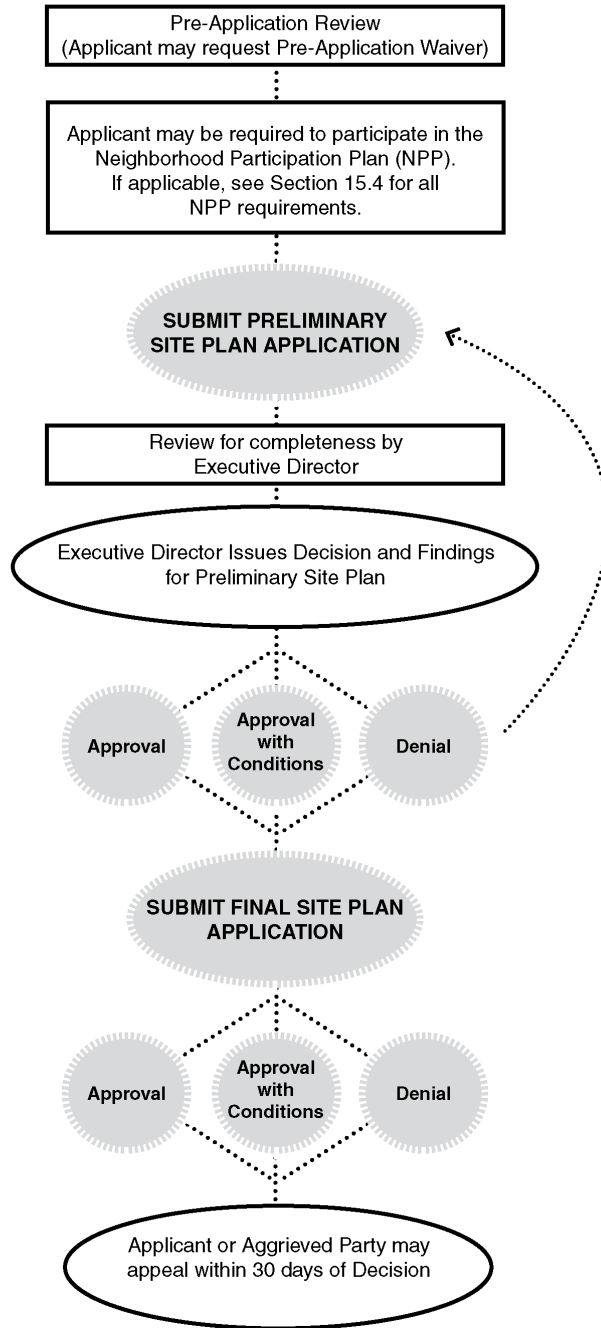 Pre-Application Review
(Applicant may request Pre-Application Waiver)
Applicant may be required to participate in the
Neighborhood Participation Plan (NPP).
If applicable, see Section 15.4 for all
NPP requirements.
SUBMIT PRELIMINARY
SITE PLAN APPLICATION
Review for completeness by
Executive Director
Executive Director Issues Decision and Findings
for Preliminary Site Plan
Approval
Approval
with
Conditions
Denial
SUBMIT FINAL SITE PLAN
APPLICATION
Approval
Approval
with
Conditions
Denial
Applicant or Aggrieved Party may
appeal within 30 days of Decision